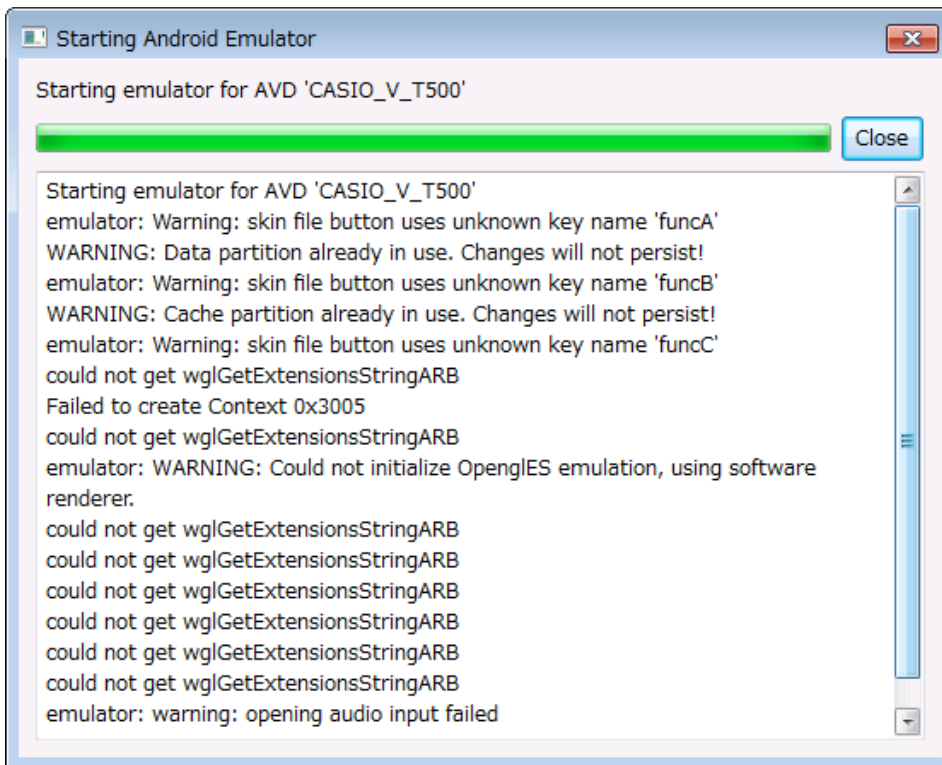 Starting Android Emulator
Starting emulator for AVD 'CASIO_V_T500'
Close
Starting emulator for AVD 'CASIO_V_T500'
emulator: Warning: skin file button uses unknown key name 'funcA'
WARNING: Data partition already in use. Changes will not persist!
emulator: Warning: skin file button uses unknown key name 'funcB'
WARNING: Cache partition already in use. Changes will not persist!
emulator: Warning: skin file button uses unknown key name 'funcC'
could not get wglGetExtensionsStringARB
Failed to create Context 0x3005
could not get wglGetExtensionsStringARB
emulator: WARNING: Could not initialize OpenglES emulation, using software
renderer.
could not get wglGetExtensionsStringARB
could not get wglGetExtensionsStringARB
could not get wglGetExtensionsStringARB
could not get wglGetExtensionsStringARB
could not get wglGetExtensionsStringARB
could not get wglGetExtensionsStringARB
emulator: warning: opening audio input failed